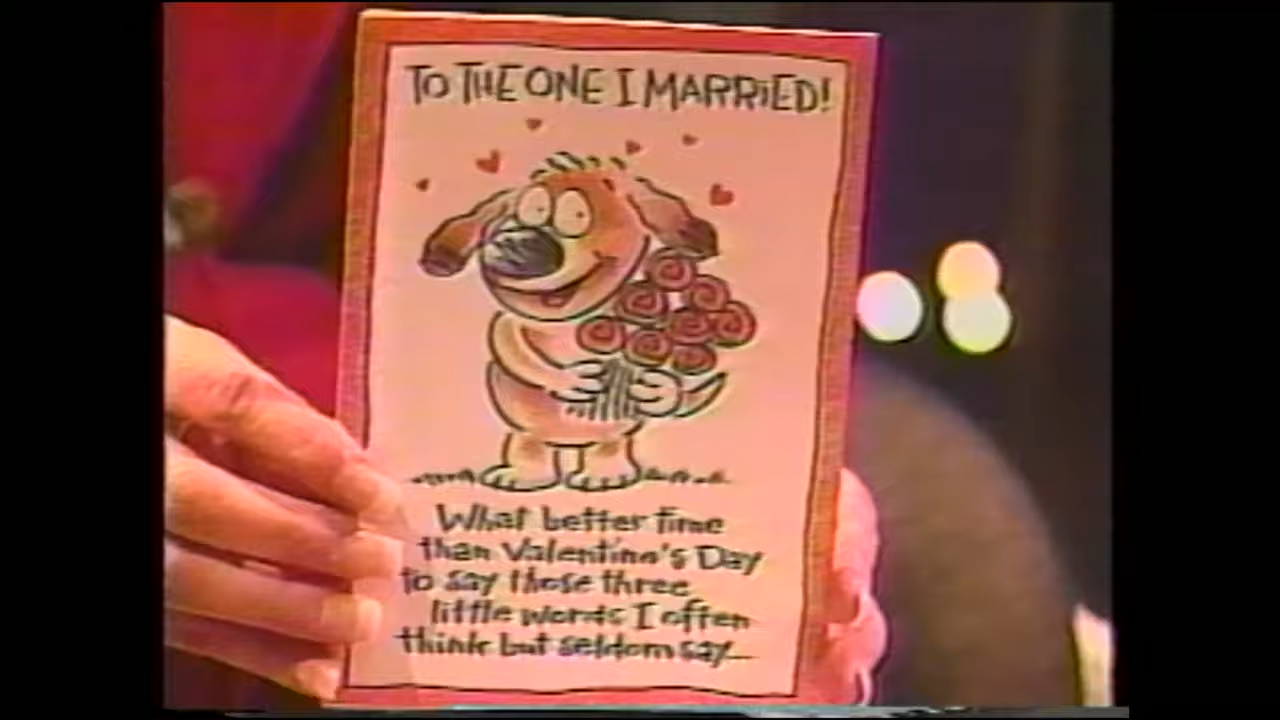 TO THE ONE I MARRIED!
What better time
than Valentine's Day
to say those three
little words I often
think but seldom say...